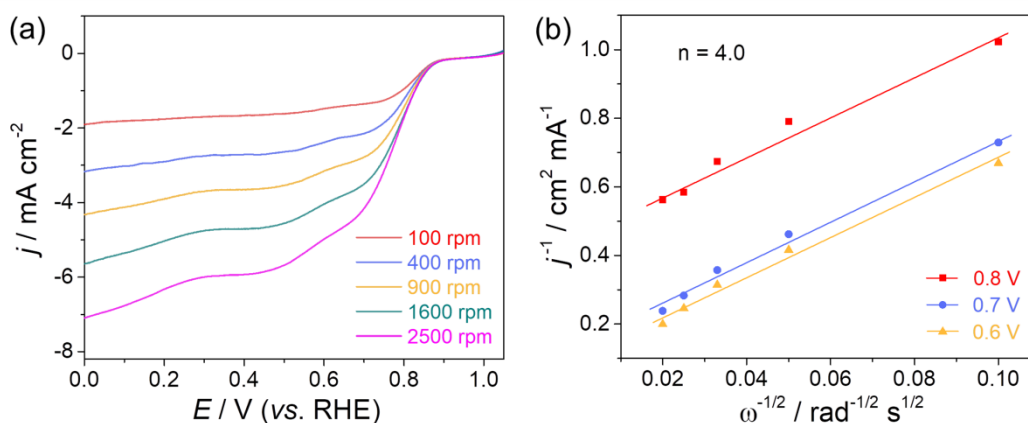 (a)
0
-2
-4
-6
-8
j / mA cm⁻²
100 rpm
400 rpm
900 rpm
1600 rpm
2500 rpm
0.0 0.2 0.4 0.6 0.8 1.0
E / V (vs. RHE)
(b)
n = 4.0
1.0
0.8
0.6
0.4
0.2
j⁻¹ / cm² mA⁻¹
0.8 V
0.7 V
0.6 V
0.02 0.04 0.06 0.08 0.10
ω⁻¹/² / rad⁻¹/² s¹/²